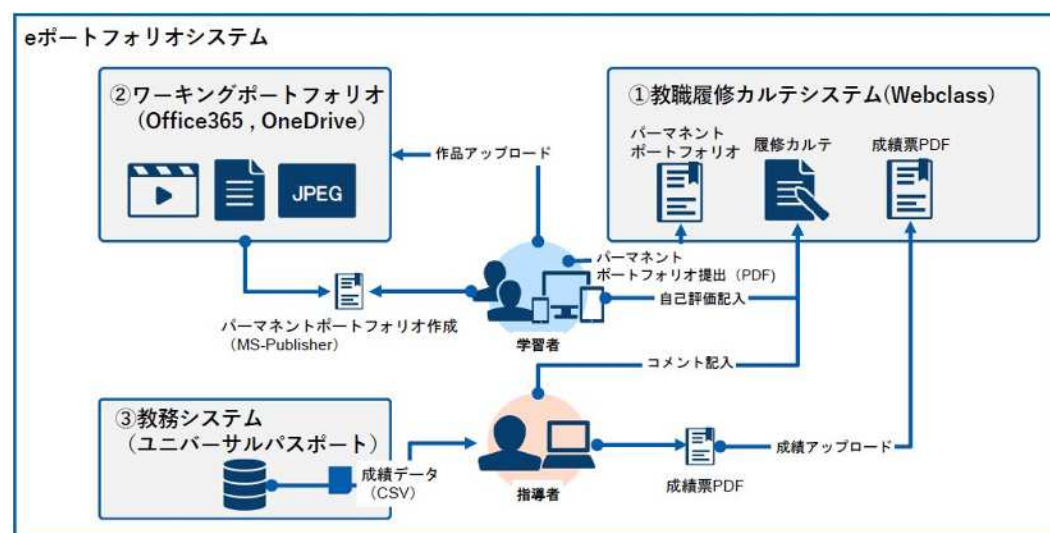 eポートフォリオシステム
②ワーキングポートフォリオ
(Office365 , OneDrive)
JPEG
作品アップロード
①教職履修カルテシステム(Webclass)
パーマネント
ポートフォリオ
履修カルテ
成績票PDF
パーマネント
ポートフォリオ提出（PDF)
自己評価記入
学習者
パーマネントポートフォリオ作成
（MS-Publisher）
コメント記入
③教務システム
（ユニバーサルパスポート）
成績データ
（CSV）
指導者
成績票PDF
成績アップロード